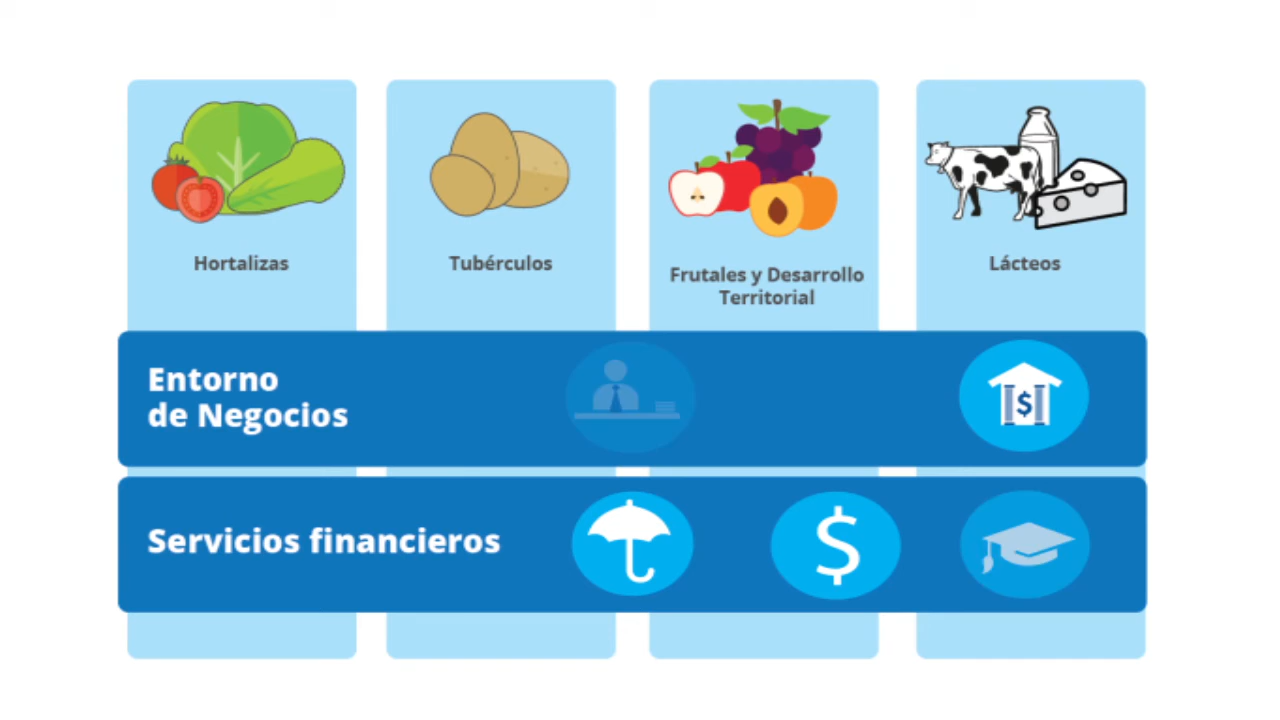 Hortalizas
Tubérculos
Frutales y Desarrollo
Territorial
Lácteos
Entorno
de Negocios
$
Servicios financieros
$